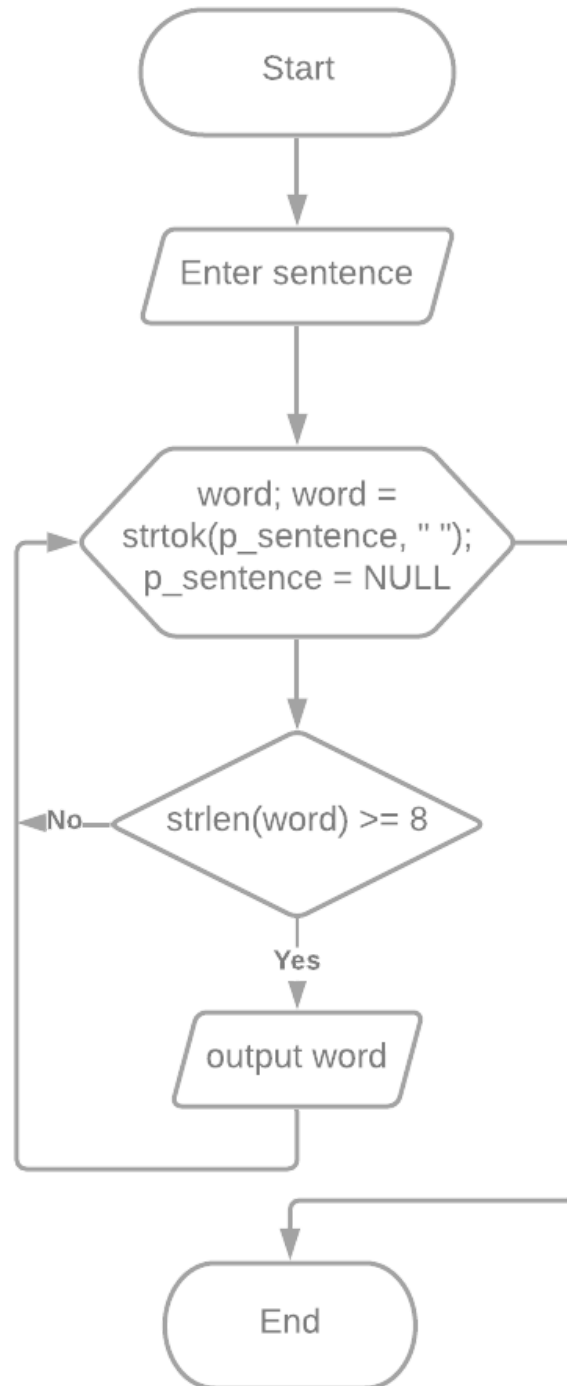 Start
Enter sentence
word; word =
strtok(p_sentence, " ");
p_sentence = NULL
strlen(word) >= 8
No
Yes
output word
End